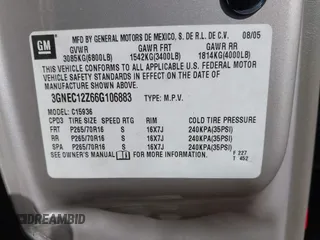 GM
MFD BY GENERAL MOTORS DE MEXICO, S. DE R.L. DE C.V. 08/05
GVWR GAWR FRT GAWR RR
3085KG(6800LB) 1542KG(3400LB) 1814KG(4000LB)
THIS VEHICLE CONFORMS TO ALL APPLICABLE U.S. FEDERAL MOTOR
VEHICLE SAFETY STANDARDS IN EFFECT ON THE DATE OF
MANUFACTURE SHOWN ABOVE.
3GNEC12Z66G106883 TYPE: M.P.V.
MODEL: C15936
CPD3 TIRE SIZE SPEED RTG RIM COLD TIRE PRESSURE
FRT P265/70R16 S 16X7J 240KPA(35PSI)
RR P265/70R16 S 16X7J 240KPA(35PSI)
SPA P265/70R16 S 16X7J 240KPA(35PSI)
SEE OWNER'S MANUAL FOR MORE INFORMATION.
F 227
T 452
© BIDFAX.INFO